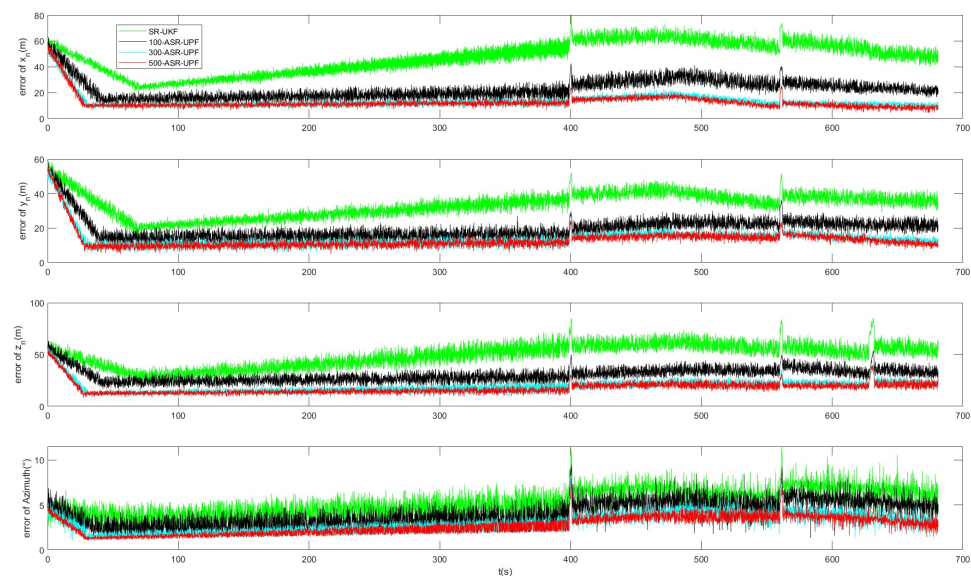 80
60
40
20
0
error of x_n(m)
SR-UKF
100-ASR-UPF
300-ASR-UPF
500-ASR-UPF
0 100 200 300 400 500 600 700
60
40
20
0
error of y_n(m)
0 100 200 300 400 500 600 700
100
50
0
error of z_n(m)
0 100 200 300 400 500 600 700
10
5
0
error of Azimuth(°)
0 100 200 300 400 500 600 700
t(s)